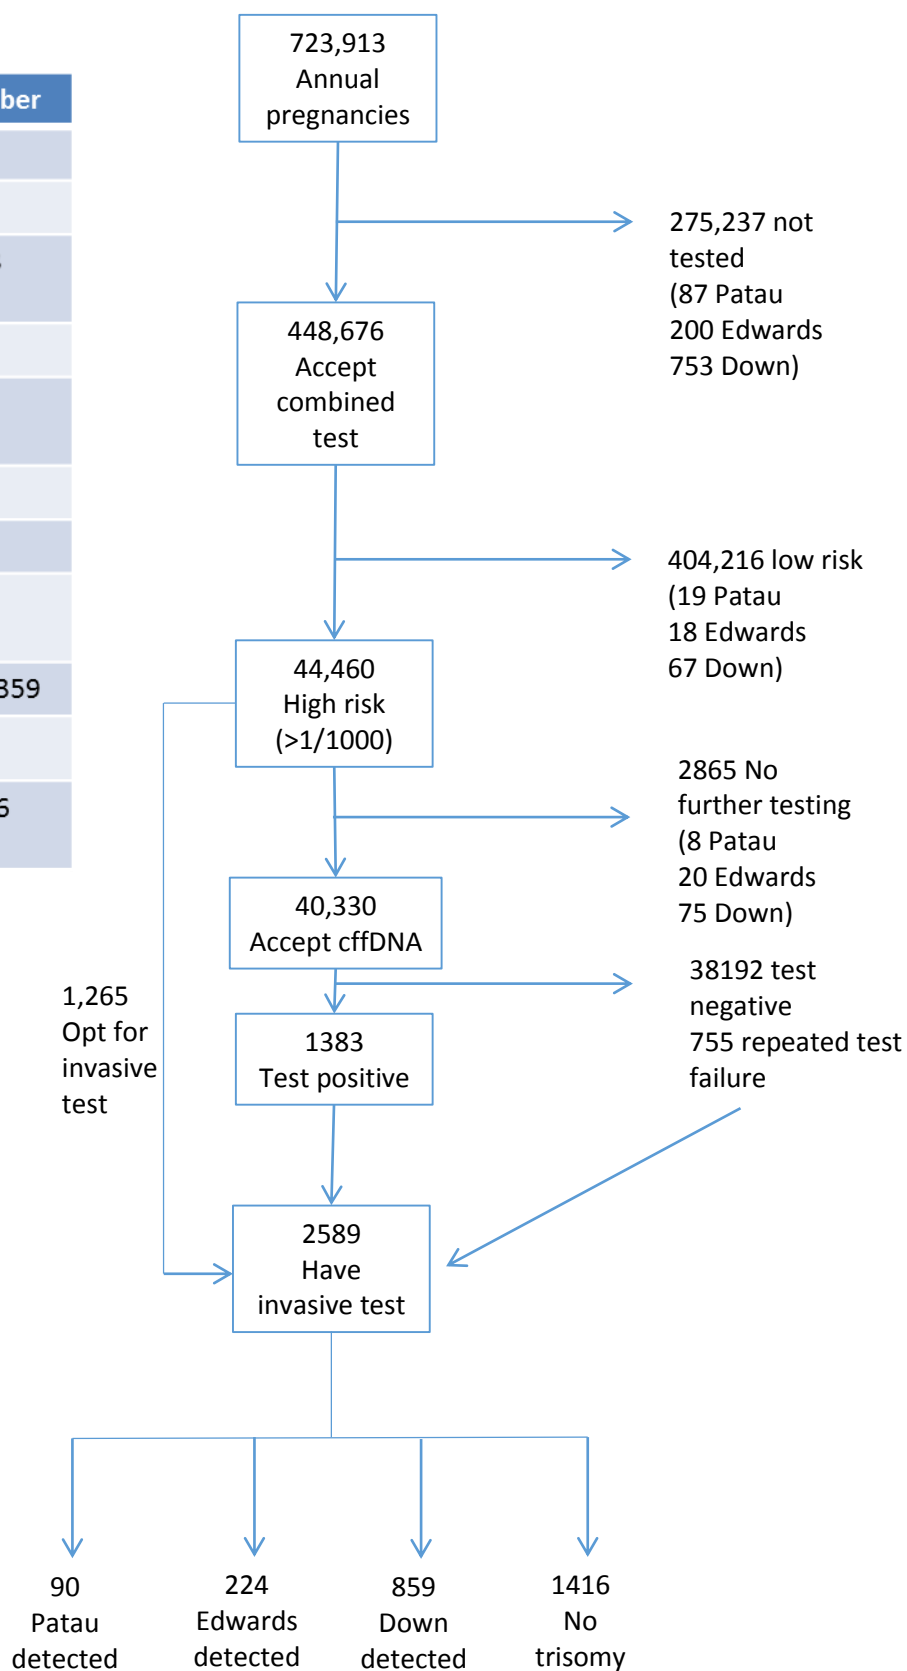 723,913
Annual
pregnancies
275,237 not
tested
(87 Patau
200 Edwards
753 Down)
448,676
Accept
combined
test
404,216 low risk
(19 Patau
18 Edwards
67 Down)
44,460
High risk
(>1/1000)
2865 No
further testing
(8 Patau
20 Edwards
75 Down)
40,330
Accept cffDNA
38192 test
negative
755 repeated test
failure
1,265
Opt for
invasive
test
1383
Test positive
2589
Have
invasive test
90
Patau
detected
224
Edwards
detected
859
Down
detected
1416
No
trisomy